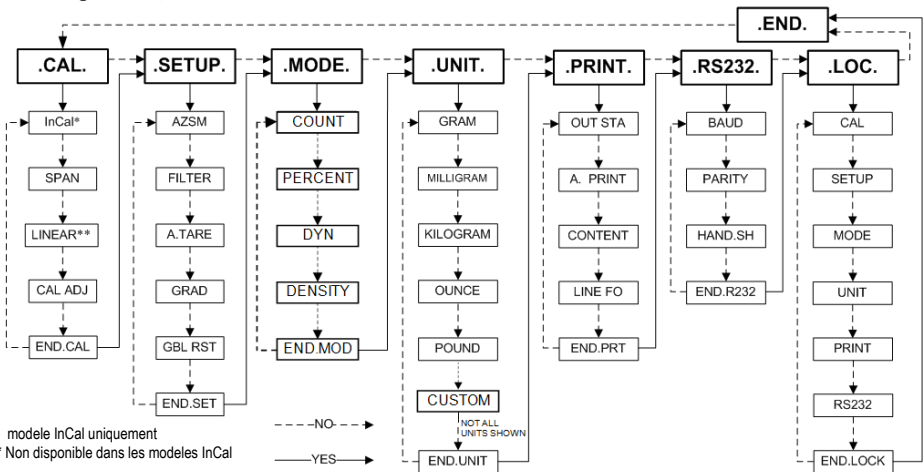 .END.
.CAL.
.SETUP.
.MODE.
.UNIT.
.PRINT.
.RS232.
.LOC.
InCal*
SPAN
LINEAR**
CAL ADJ
END.CAL
AZSM
FILTER
A.TARE
GRAD
GBL RST
END.SET
COUNT
PERCENT
DYN
DENSITY
END.MOD
GRAM
MILLIGRAM
KILOGRAM
OUNCE
POUND
CUSTOM
NOT ALL
UNITS SHOWN
END.UNIT
OUT STA
A. PRINT
CONTENT
LINE FO
END.PRT
BAUD
PARITY
HAND.SH
END.R232
CAL
SETUP
MODE
UNIT
PRINT
RS232
END.LOCK
NO
YES
modele InCal uniquement
* Non disponible dans les modeles InCal